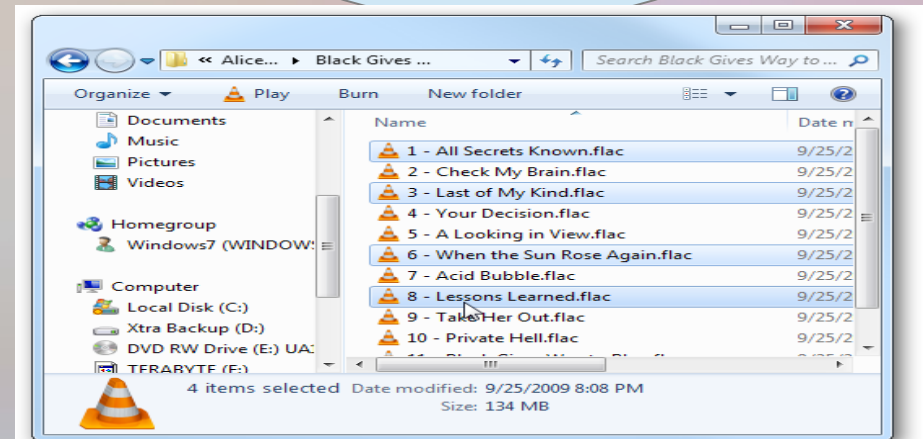 « Alice... ▸ Black Gives ...
Search Black Gives Way to ...
Organize Play Burn New folder
Documents
Music
Pictures
Videos
Homegroup
Windows7 (WINDOW
Computer
Local Disk (C:)
Xtra Backup (D:)
DVD RW Drive (E:) UA
TERABYTE (F:)
Name Date m
1 - All Secrets Known.flac 9/25/2
2 - Check My Brain.flac 9/25/2
3 - Last of My Kind.flac 9/25/2
4 - Your Decision.flac 9/25/2
5 - A Looking in View.flac 9/25/2
6 - When the Sun Rose Again.flac 9/25/2
7 - Acid Bubble.flac 9/25/2
8 - Lessons Learned.flac 9/25/2
9 - Take Her Out.flac 9/25/2
10 - Private Hell.flac 9/25/2
4 items selected Date modified: 9/25/2009 8:08 PM
Size: 134 MB